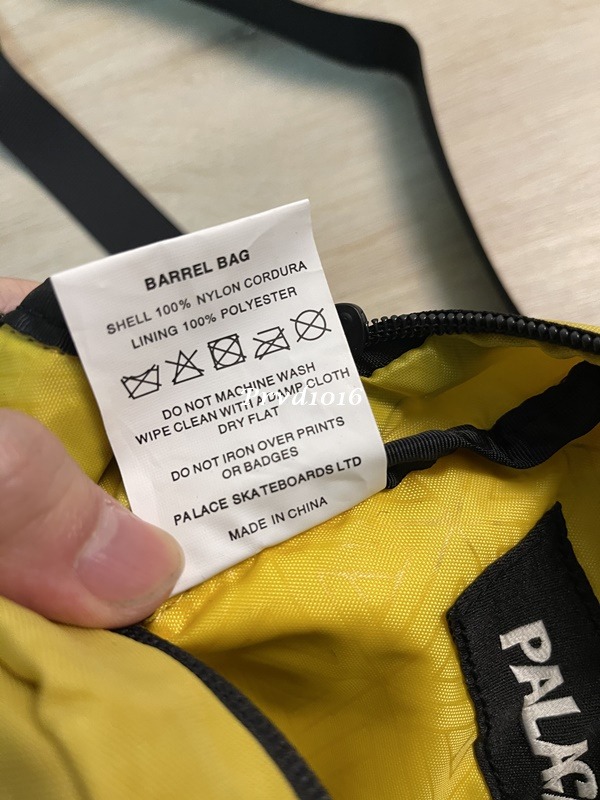 BARREL BAG
SHELL 100% NYLON CORDURA
LINING 100% POLYESTER
DO NOT MACHINE WASH
WIPE CLEAN WITH DAMP CLOTH
DRY FLAT
DO NOT IRON OVER PRINTS
OR BADGES
PALACE SKATEBOARDS LTD
MADE IN CHINA
PALAC